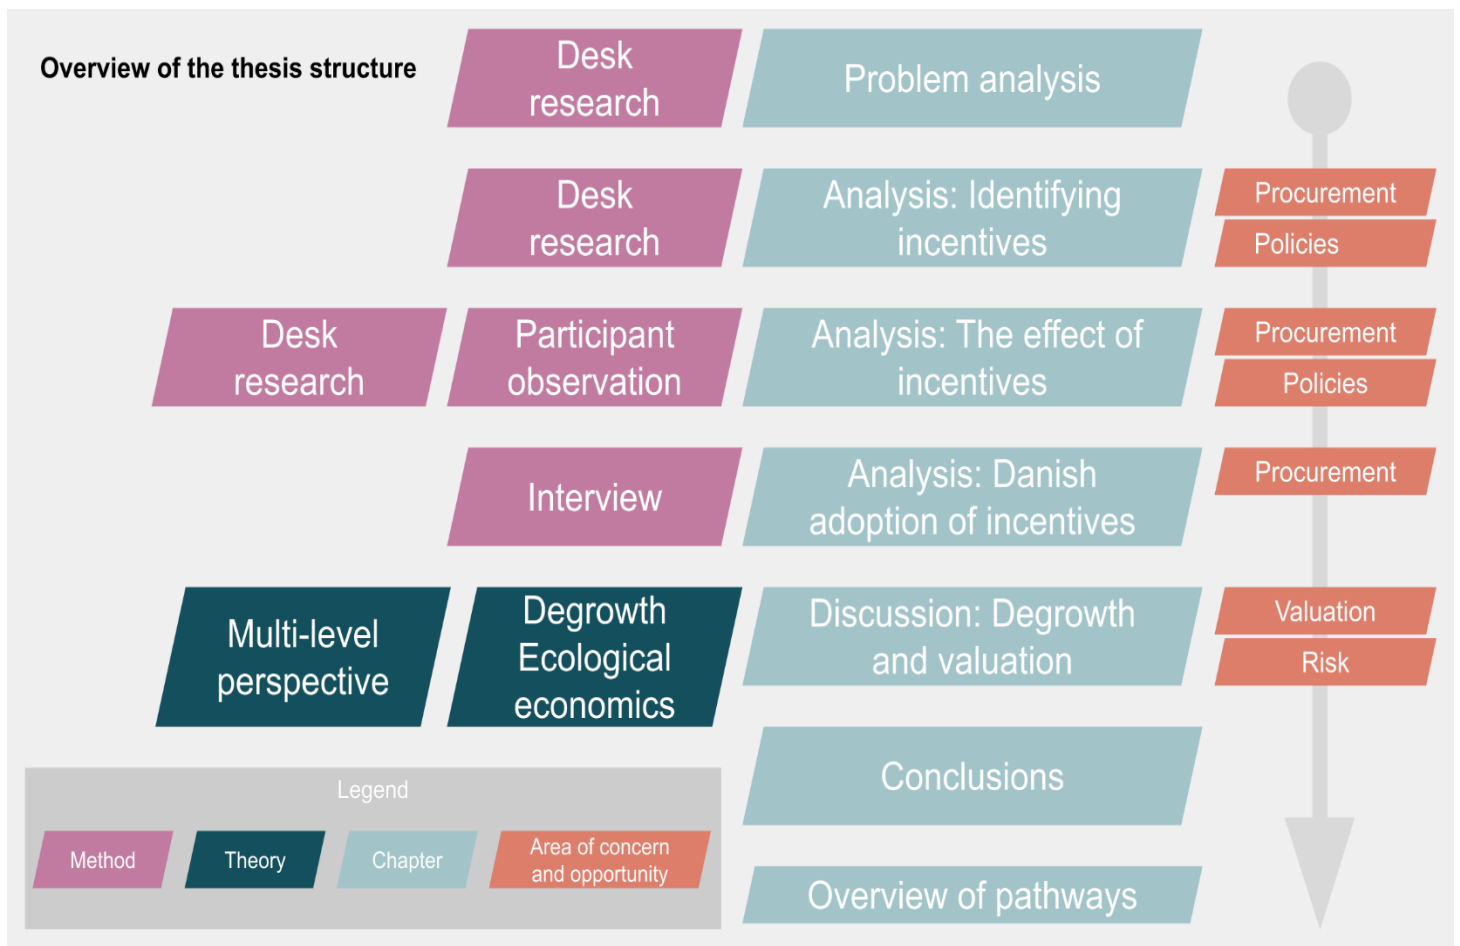 Overview of the thesis structure
Desk
research
Problem analysis
Desk
research
Analysis: Identifying
incentives
Procurement
Policies
Desk
research
Participant
observation
Analysis: The effect of
incentives
Procurement
Policies
Interview
Analysis: Danish
adoption of incentives
Procurement
Multi-level
perspective
Degrowth
Ecological
economics
Discussion: Degrowth
and valuation
Valuation
Risk
Conclusions
Overview of pathways
Legend
Method
Theory
Chapter
Area of concern
and opportunity